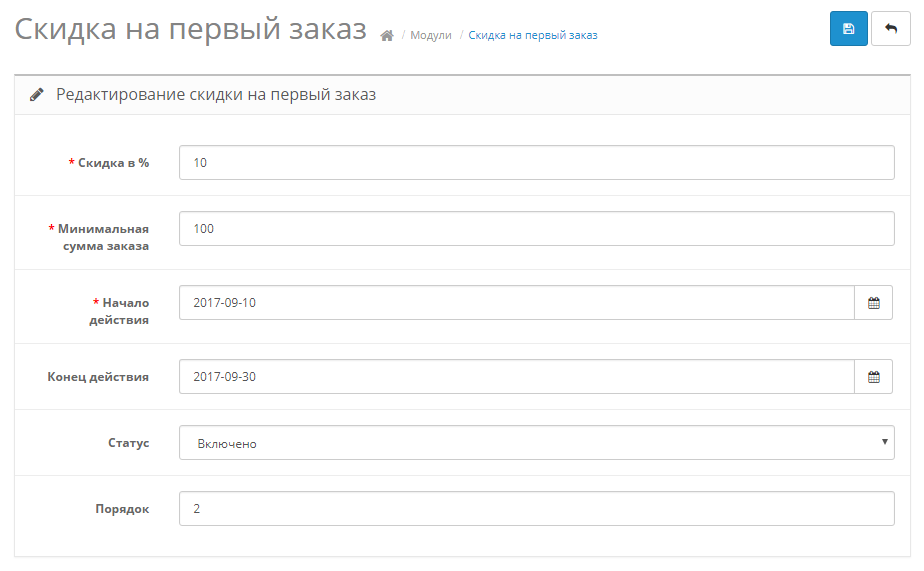 Скидка на первый заказ / Модули / Скидка на первый заказ
Редактирование скидки на первый заказ
* Скидка в % 10
* Минимальная сумма заказа 100
* Начало действия 2017-09-10
Конец действия 2017-09-30
Статус Включено
Порядок 2